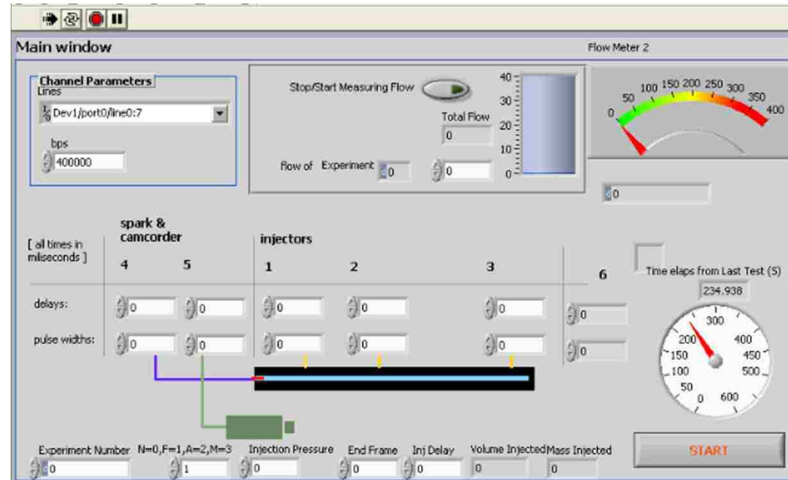 Main window
Flow Meter 2
Channel Parameters
Lines
Dev1/port0/line0:7
bps
400000
Stop/Start Measuring Flow
Total Flow
0
flow of Experiment 0 0
40
30
20
10
0
0 50 100 150 200 250 300 350 400
0
[ all times in
miliseconds ]
spark &
camcorder
injectors
4 5 1 2 3 6
delays: 0 0 0 0 0 0
pulse widths: 0 0 0 0 0 0
Time elaps from Last Test (S)
234.938
0 50 100 150 200 300 400 450 500 600
Experiment Number N=0,F=1,A=2,M=3 Injection Pressure End Frame Inj Delay Volume Injected Mass Injected
0 1 0 0 0 0 0
START